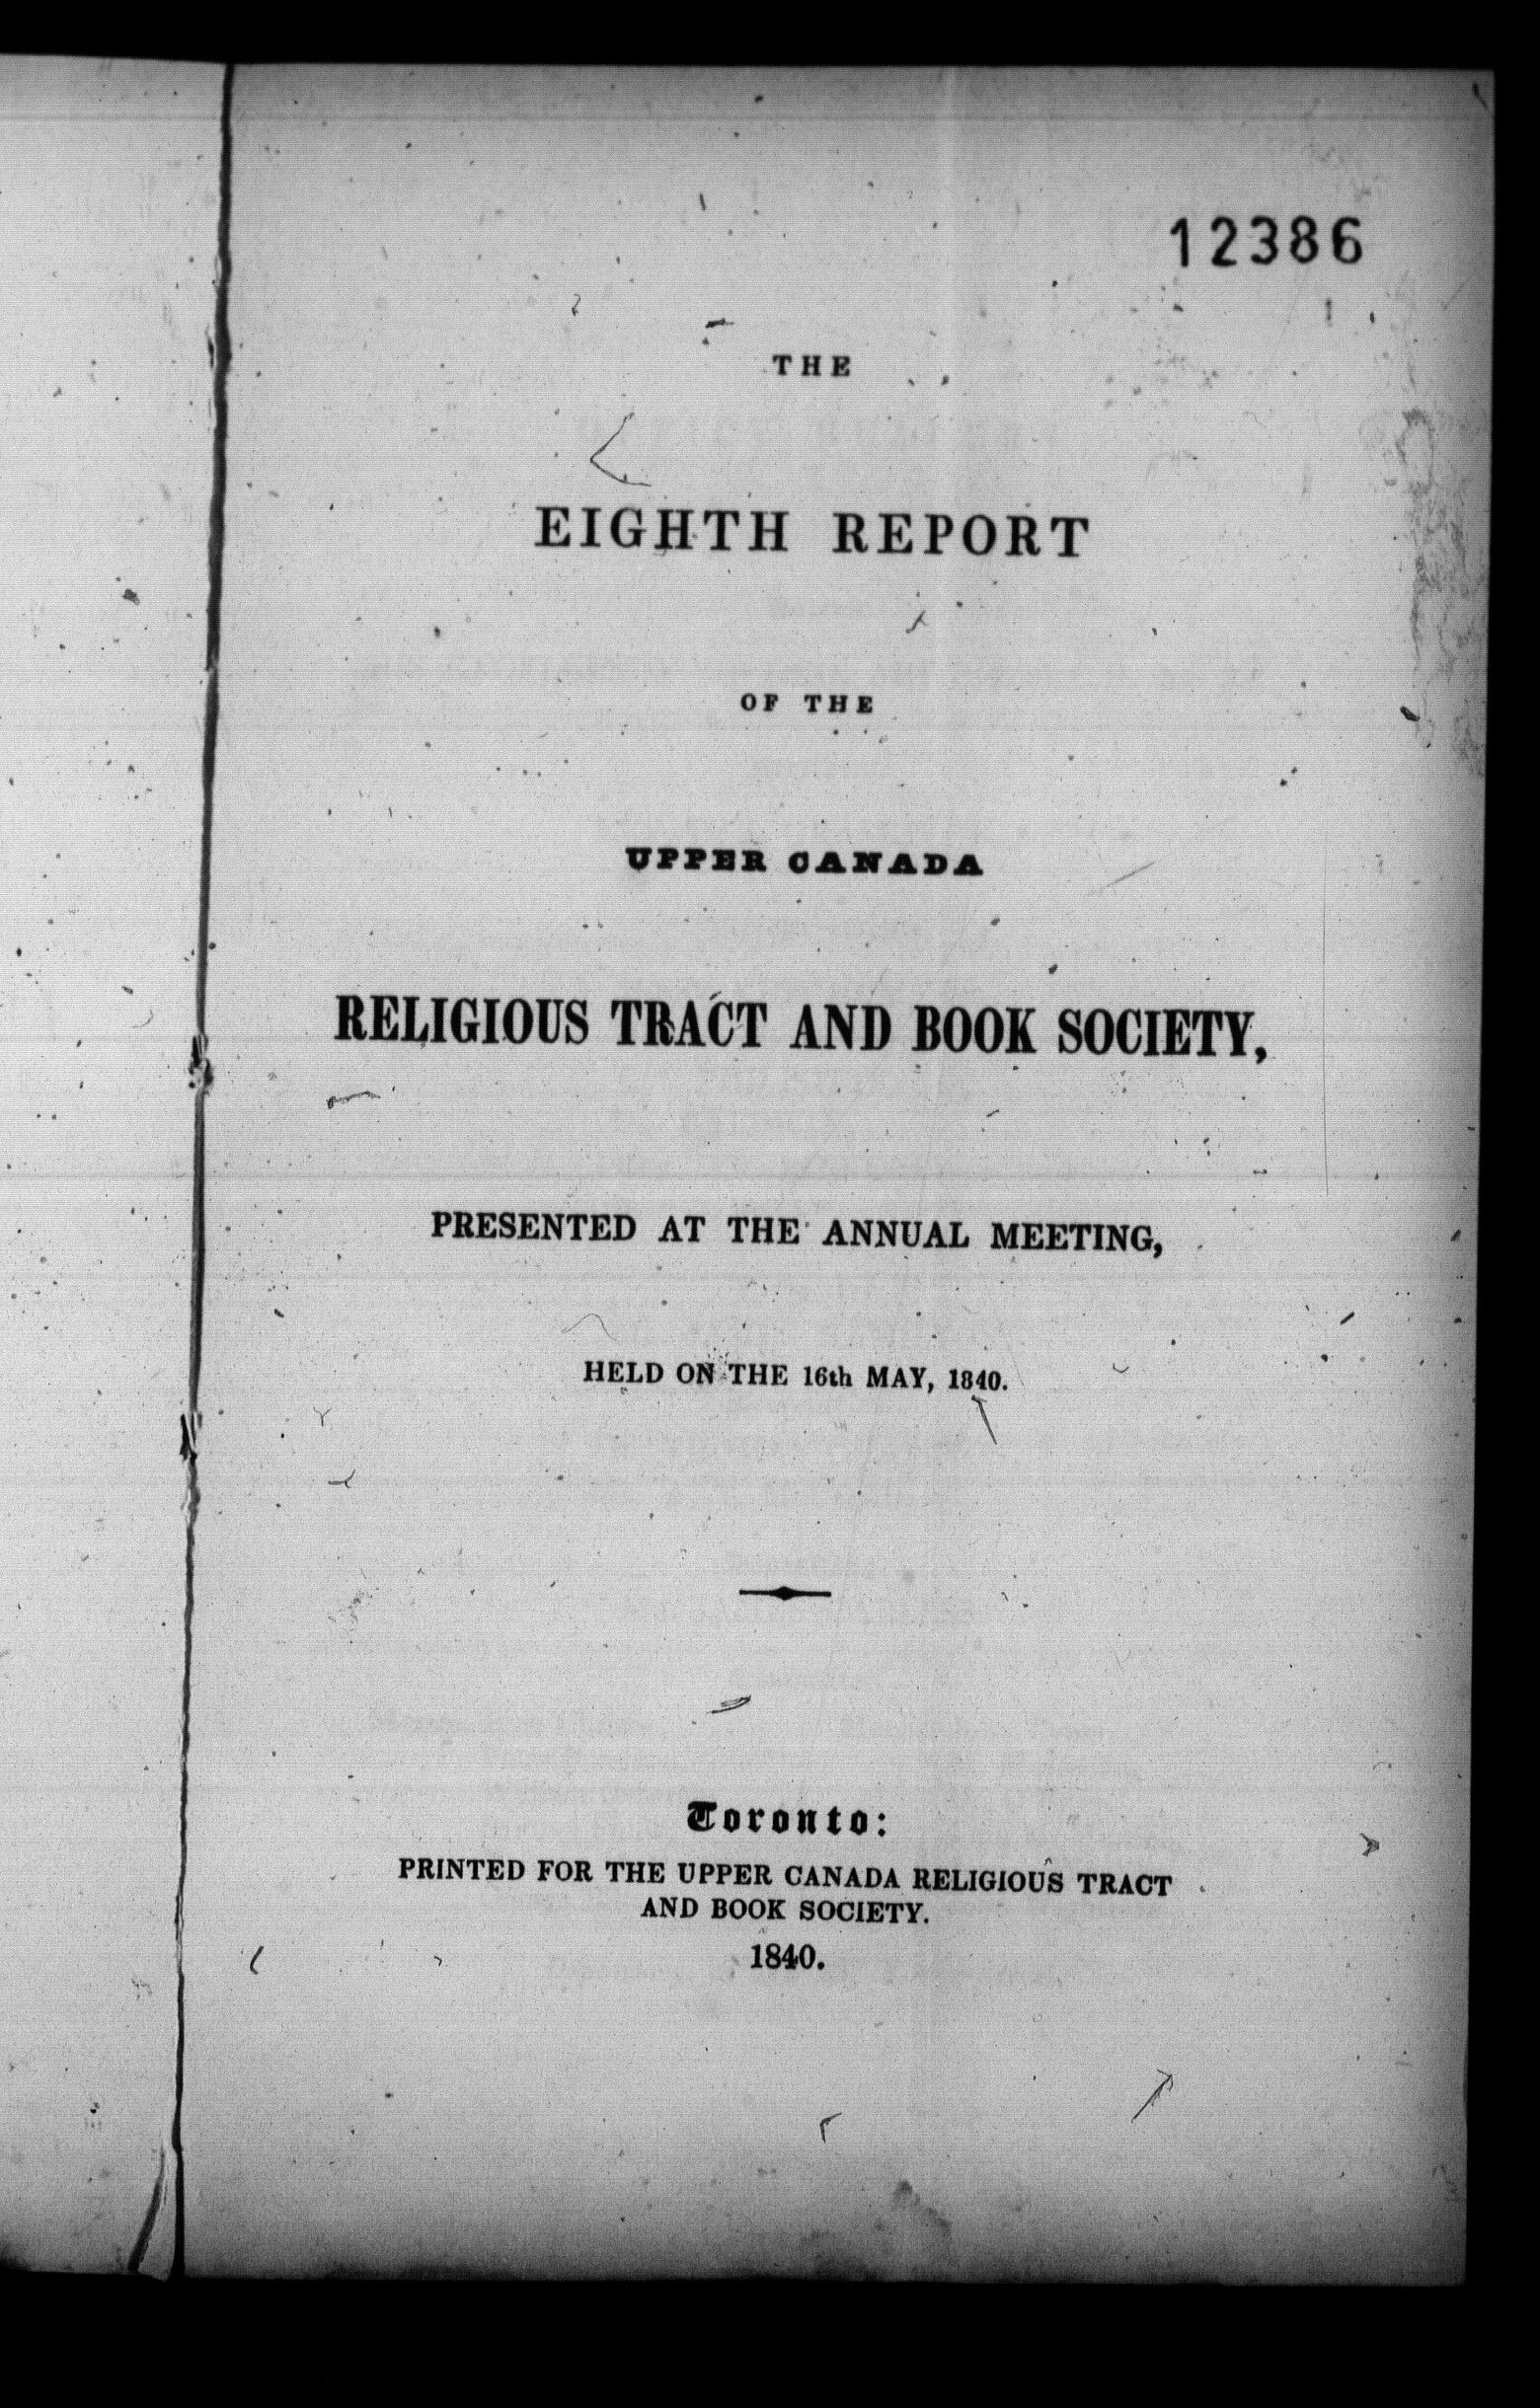 12386
THE
EIGHTH REPORT
OF THE
UPPER CANADA
RELIGIOUS TRACT AND BOOK SOCIETY,
PRESENTED AT THE ANNUAL MEETING,
HELD ON THE 16th MAY, 1840.
Toronto:
PRINTED FOR THE UPPER CANADA RELIGIOUS TRACT
AND BOOK SOCIETY.
1840.